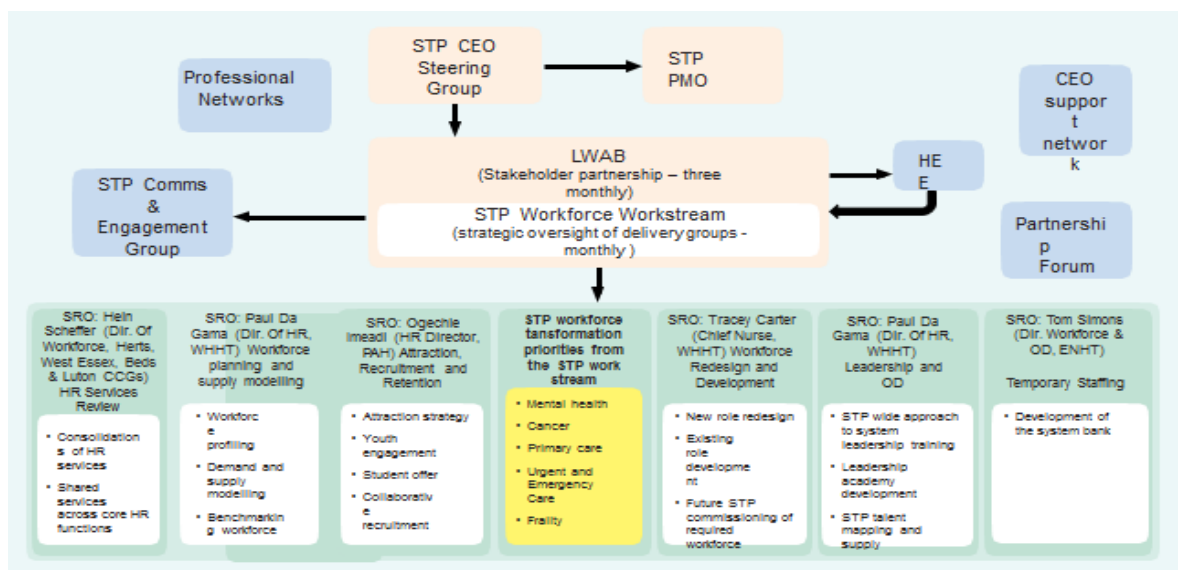 STP CEO
Steering
Group
STP
PMO
Professional
Networks
CEO
suppor
t
networ
k
LWAB
(Stakeholder partnership – three
monthly)
HE
E
STP Comms
&
Engagement
Group
STP Workforce Workstream
(strategic oversight of delivery groups -
monthly )
Partnershi
p
Forum
SRO: Hein
Scheffer (Dir. Of
Workforce, Herts,
West Essex, Beds
& Luton CCGs)
HR Services
Review
• Consolidation
s of HR
services
• Shared
services
across core HR
functions
SRO: Paul Da
Gama (Dir. Of HR,
WHHT) Workforce
planning and
supply modelling
• Workforc
e
profiling
• Demand and
supply
modelling
• Benchmarkin
g workforce
SRO: Ogechie
Imeadi (HR Director,
PAH) Attraction,
Recruitment and
Retention
• Attraction strategy
• Youth
engagement
• Student offer
• Collaborativ
e
recruitment
STP workforce
tansformation
priorities from
the STP work
stream
• Mental health
• Cancer
• Primary care
• Urgent and
Emergency
Care
• Frailty
SRO: Tracey Carter
(Chief Nurse,
WHHT) Workforce
Redesign and
Development
• New role redesign
• Existing
role
developme
nt
• Future STP
commissioning of
required
workforce
SRO: Paul Da
Gama (Dir. Of HR,
WHHT)
Leadership and
OD
• STP wide approach
to system
leadership training
• Leadership
academy
development
• STP talent
mapping and
supply
SRO: Tom Simons
(Dir. Workforce &
OD, ENHT)
Temporary Staffing
• Development of
the system bank